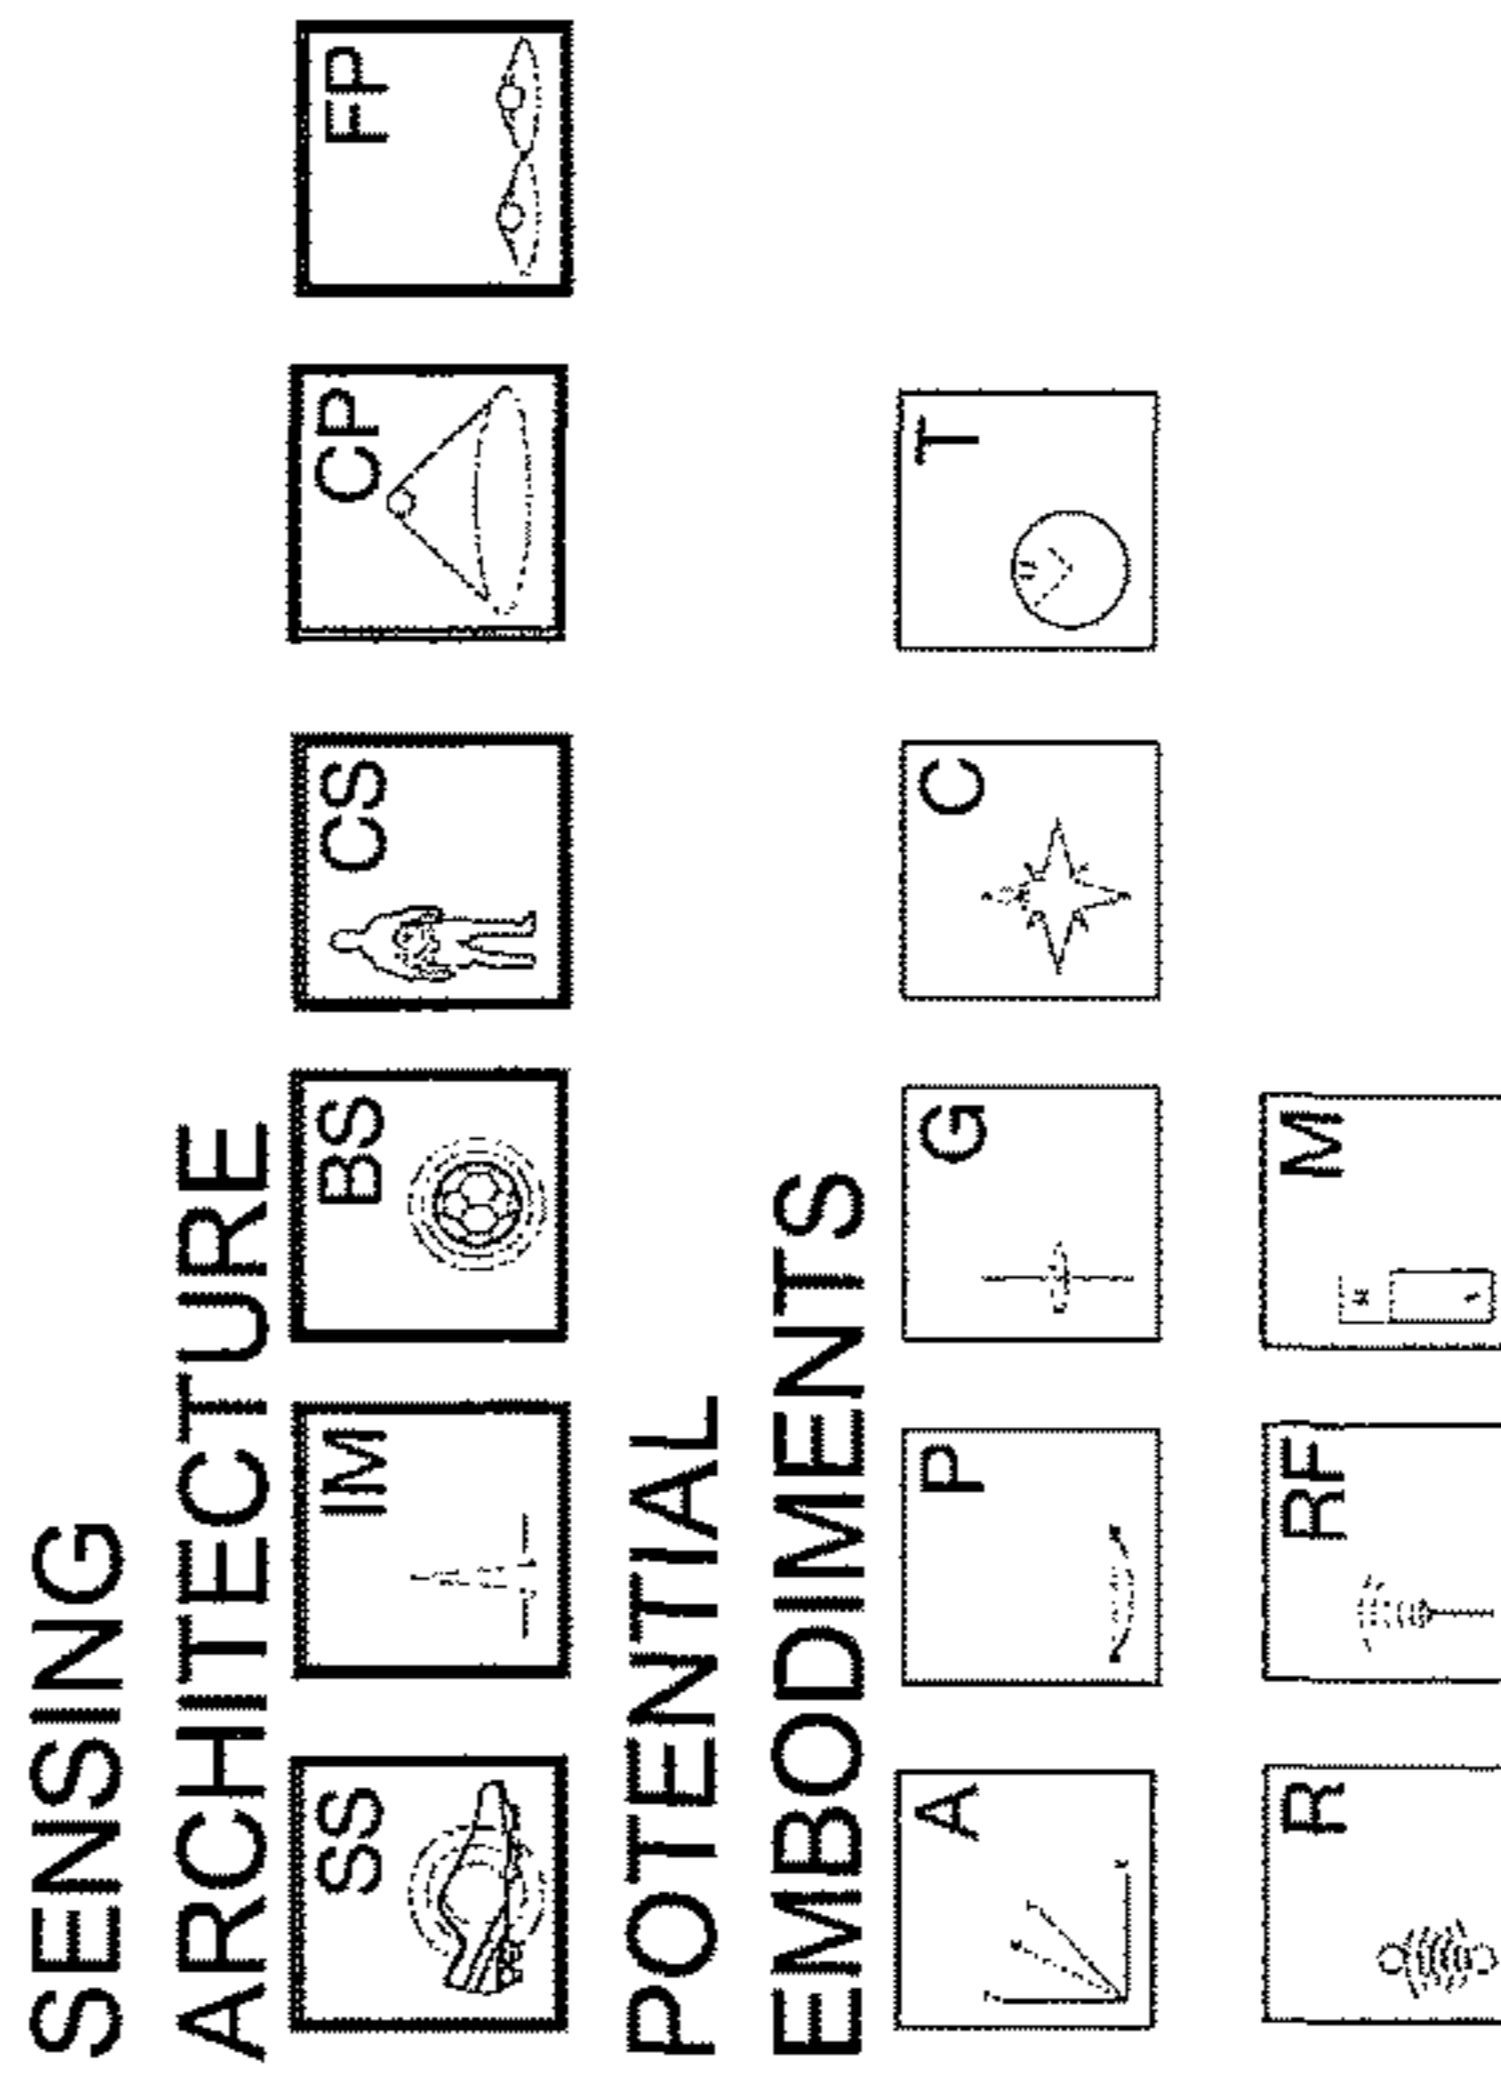 SENSING
ARCHITECTURE
SS IM BS CS CP FP
POTENTIAL
EMBODIMENTS
A P G C T
R RF M